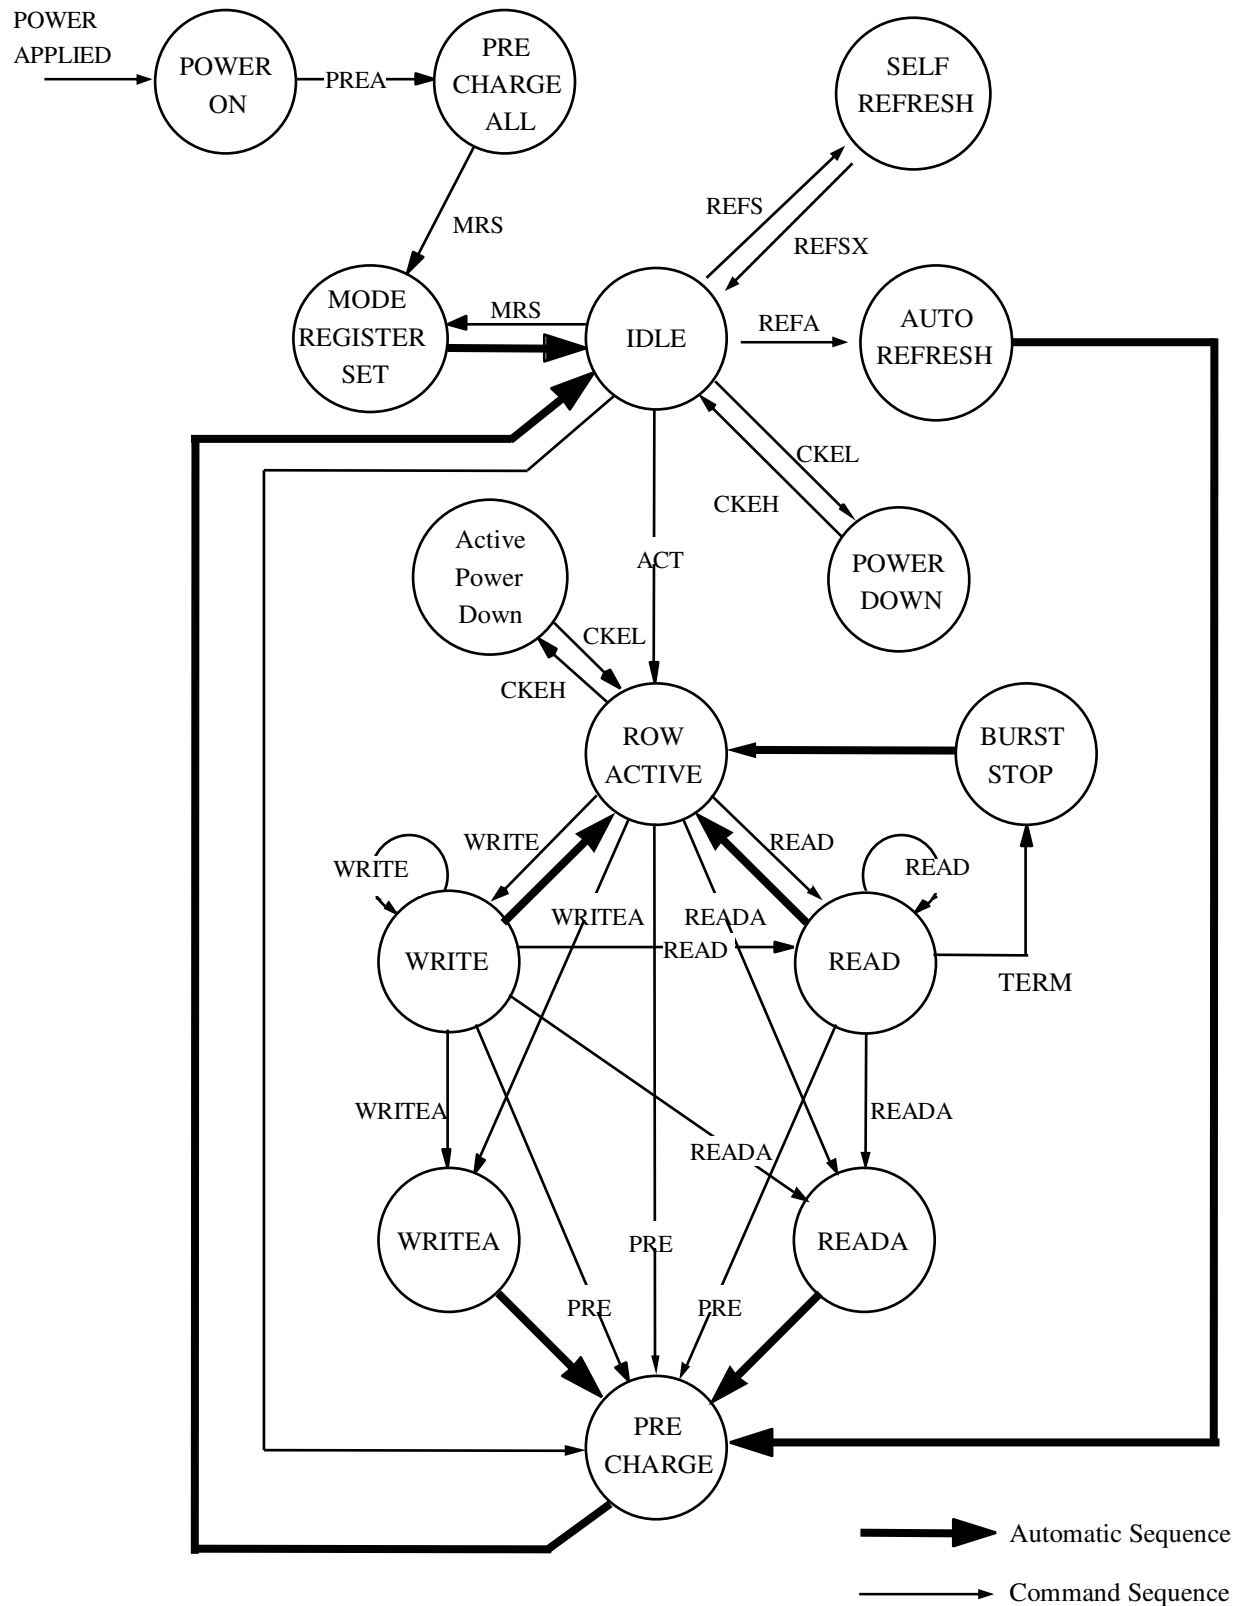 POWER
APPLIED
POWER
ON
PREA
PRE
CHARGE
ALL
SELF
REFRESH
MRS
REFS
REFSX
MODE
REGISTER
SET
MRS
IDLE
REFA
AUTO
REFRESH
CKEL
CKEH
POWER
DOWN
Active
Power
Down
ACT
CKEL
CKEH
ROW
ACTIVE
BURST
STOP
WRITE
READ
WRITE
READ
WRITEA
READA
WRITE
READ
READ
TERM
WRITEA
READA
READA
WRITEA
READA
PRE
PRE
PRE
PRE
CHARGE
Automatic Sequence
Command Sequence